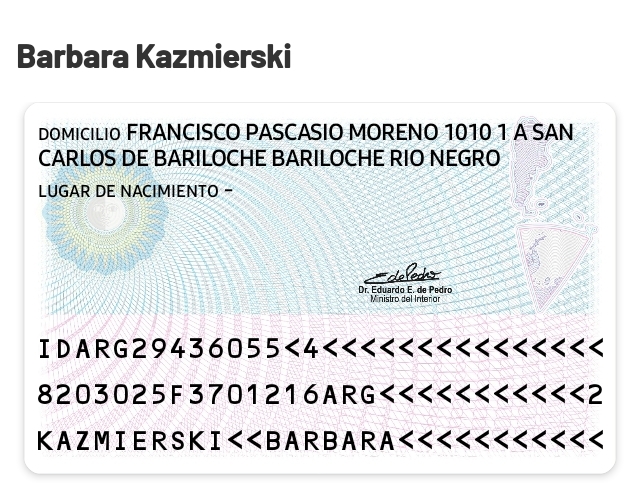 Barbara Kazmierski
DOMICILIO FRANCISCO PASCASIO MORENO 1010 1 A SAN
CARLOS DE BARILOCHE BARILOCHE RIO NEGRO
LUGAR DE NACIMIENTO -
EdePedro
Dr. Eduardo E. de Pedro
Ministro del Interior
IDARG29436055<4<<<<<<<<<<<<<<<
8203025F3701216ARG<<<<<<<<<<<2
KAZMIERSKI<<BARBARA<<<<<<<<<<<